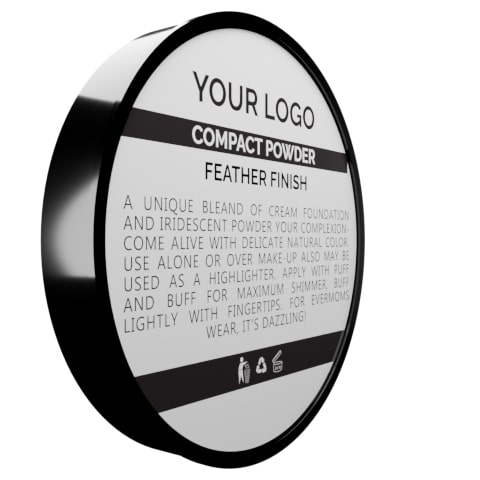 YOUR LOGO
COMPACT POWDER
FEATHER FINISH
A UNIQUE BLEAND OF CREAM FOUNDATION
AND IRIDESCENT POWDER YOUR COMPLEXION-
COME ALIVE WITH DELICATE NATURAL COLOR.
USE ALONE OR OVER MAKE-UP ALSO MAY BE
USED AS A HIGHLIGHTER. APPLY WITH PUFF
AND BUFF FOR MAXIMUM SHIMMER, BUFF
LIGHTLY WITH FINGERTIPS. FOR EVERMOMS
WEAR, IT'S DAZZLING!